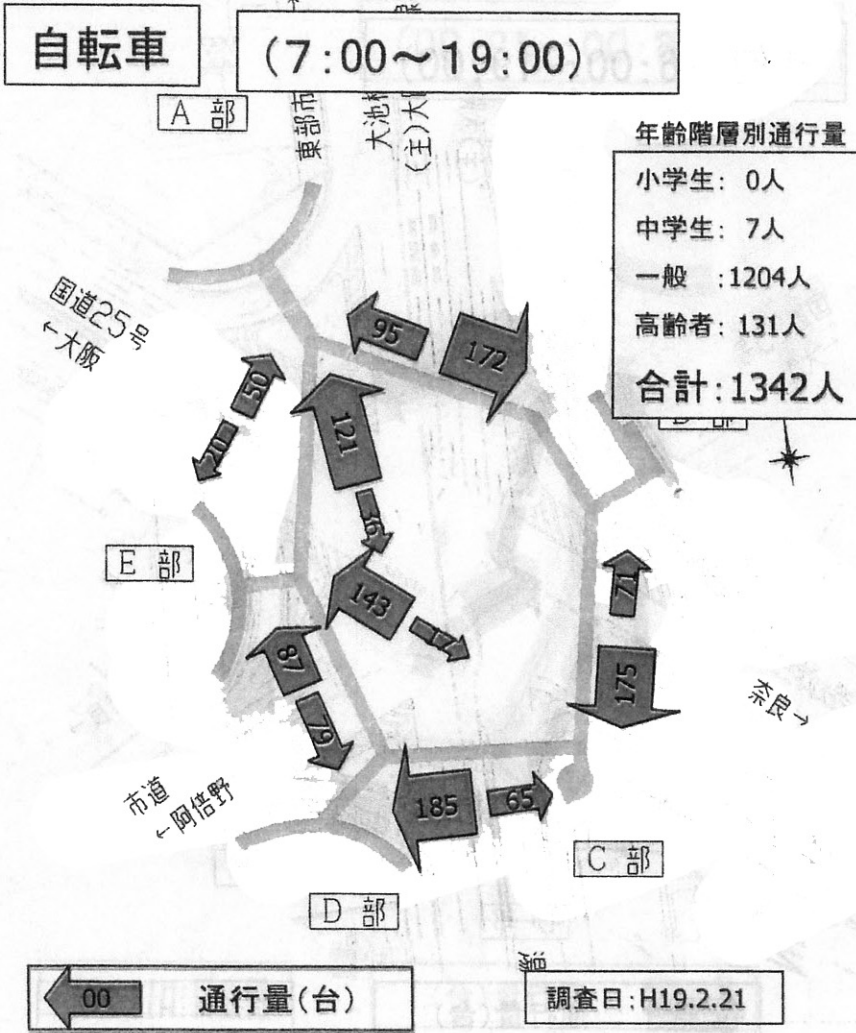 自転車
(7:00～19:00)
A 部
東部市
大池
(主)大
年齢階層別通行量
小学生: 0人
中学生: 7人
一般 :1204人
高齢者: 131人
合計:1342人
国道25号
←大阪
95
172
50
20
121
36
E 部
143
17
71
87
175
79
奈良→
市道
←阿倍野
185
65
C 部
D 部
00 通行量(台)
調査日:H19.2.21